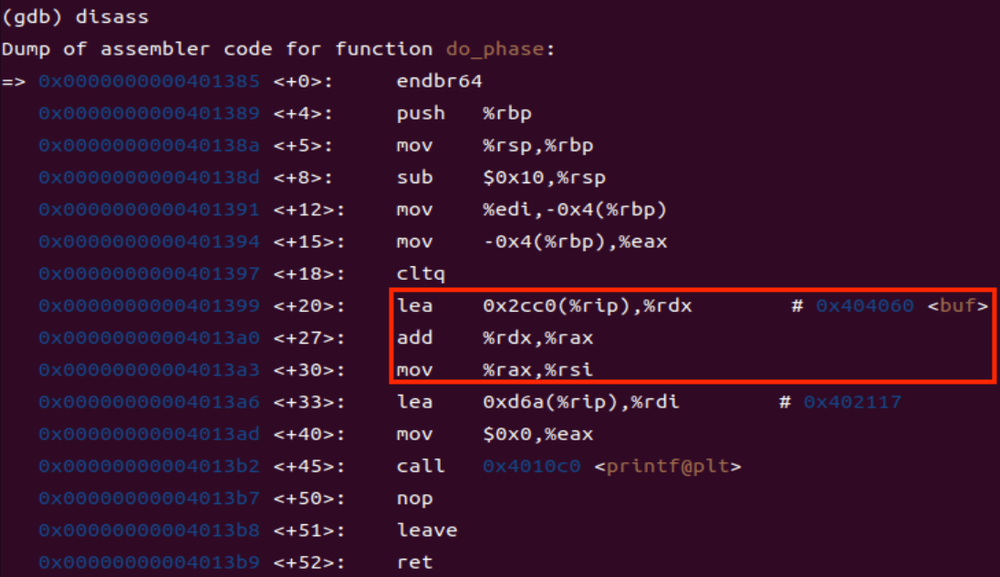 (gdb) disass
Dump of assembler code for function do_phase:
=> 0x0000000000401385 <+0>:     endbr64
   0x0000000000401389 <+4>:     push   %rbp
   0x000000000040138a <+5>:     mov    %rsp,%rbp
   0x000000000040138d <+8>:     sub    $0x10,%rsp
   0x0000000000401391 <+12>:    mov    %edi,-0x4(%rbp)
   0x0000000000401394 <+15>:    mov    -0x4(%rbp),%eax
   0x0000000000401397 <+18>:    cltq
   0x0000000000401399 <+20>:    lea    0x2cc0(%rip),%rdx        # 0x404060 <buf>
   0x00000000004013a0 <+27>:    add    %rdx,%rax
   0x00000000004013a3 <+30>:    mov    %rax,%rsi
   0x00000000004013a6 <+33>:    lea    0xd6a(%rip),%rdi        # 0x402117
   0x00000000004013ad <+40>:    mov    $0x0,%eax
   0x00000000004013b2 <+45>:    call   0x4010c0 <printf@plt>
   0x00000000004013b7 <+50>:    nop
   0x00000000004013b8 <+51>:    leave
   0x00000000004013b9 <+52>:    ret